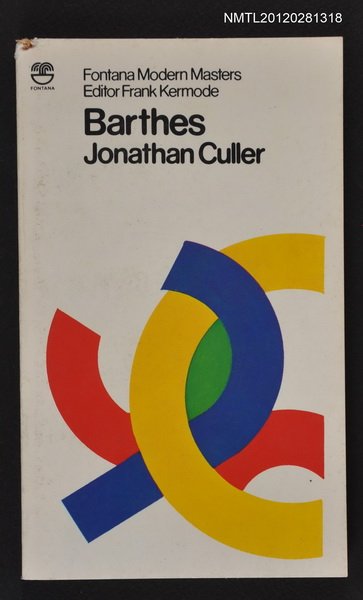 NMTL20120281318
FONTANA
Fontana Modern Masters
Editor Frank Kermode
Barthes
Jonathan Culler